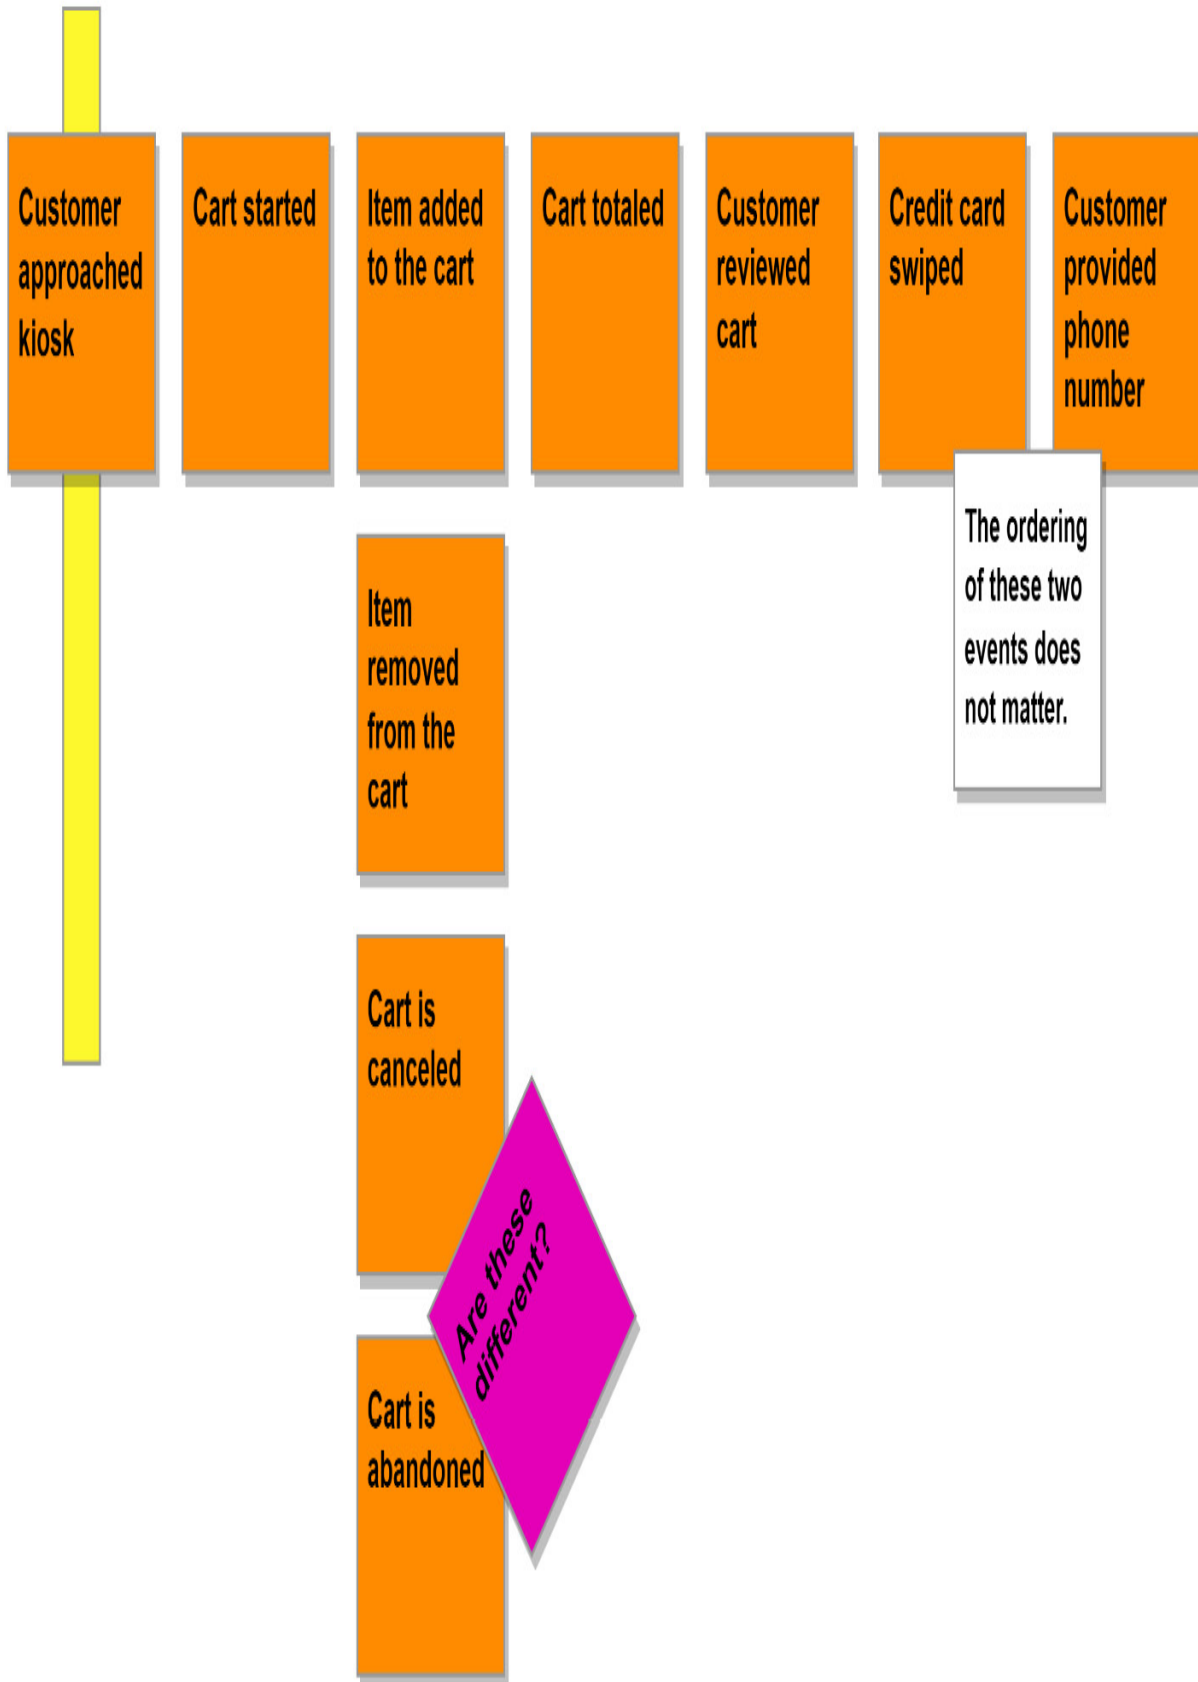 Customer
approached
kiosk
Cart started
Item added
to the cart
Cart totaled
Customer
reviewed
cart
Credit card
swiped
Customer
provided
phone
number
The ordering
of these two
events does
not matter.
Item
removed
from the
cart
Cart is
canceled
Are these
different?
Cart is
abandoned